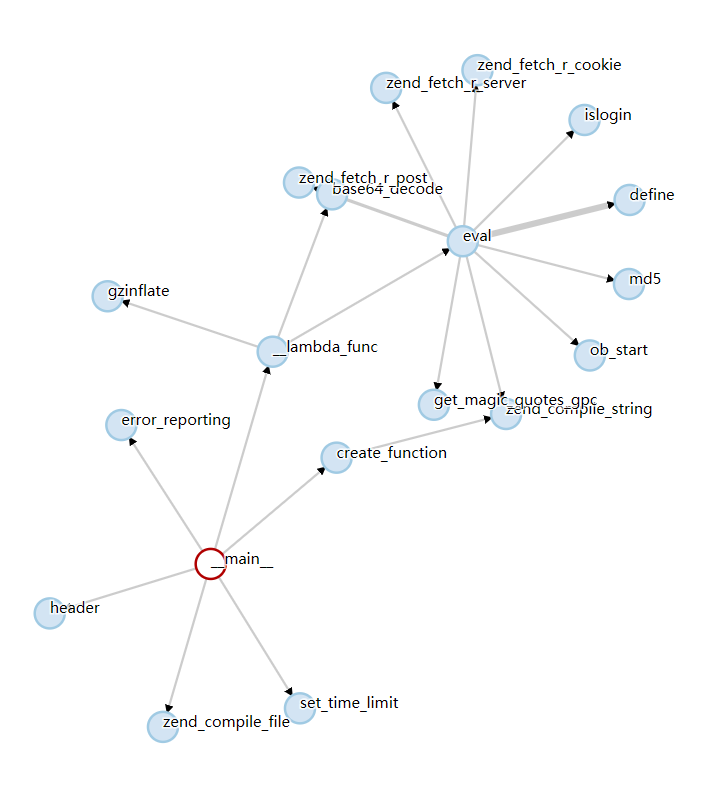 zend_fetch_r_cookie
zend_fetch_r_server
islogin
zend_fetch_r_post
base64_decode
define
eval
md5
gzinflate
__lambda_func
ob_start
get_magic_quotes_gpc
zend_compile_string
error_reporting
create_function
__main__
header
set_time_limit
zend_compile_file